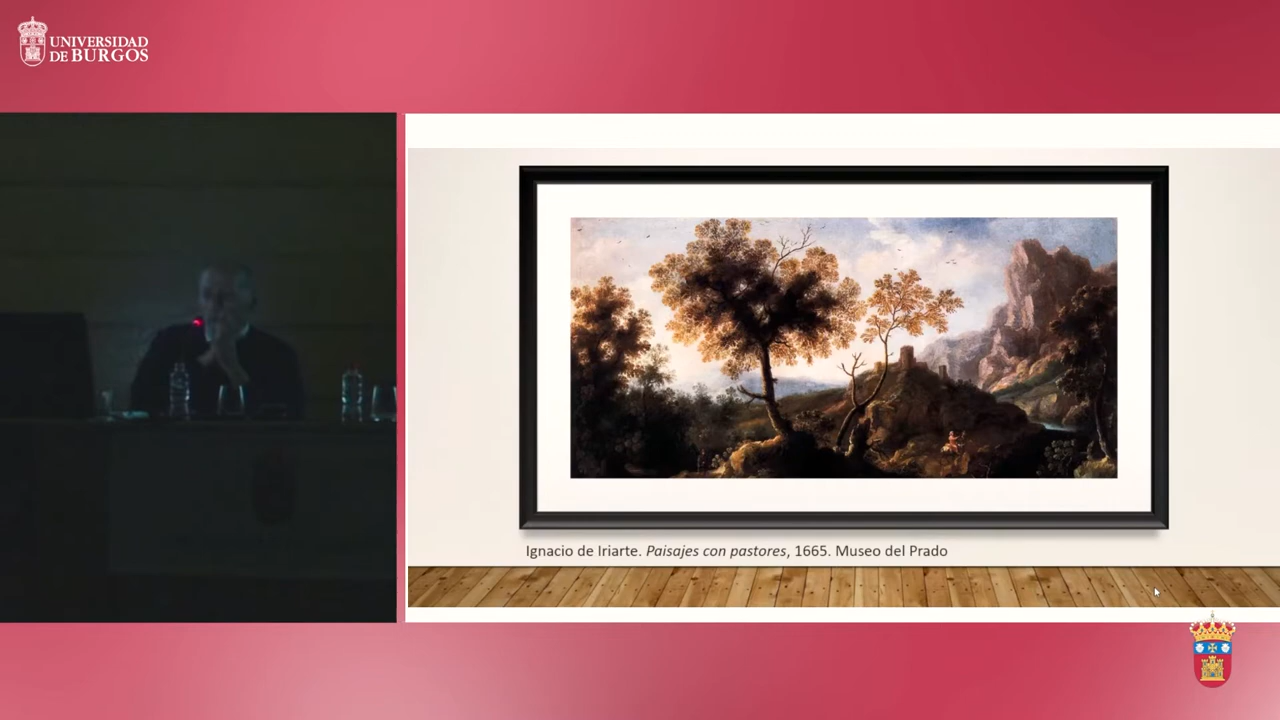 UNIVERSIDAD
DE BURGOS
Ignacio de Iriarte. Paisajes con pastores, 1665. Museo del Prado